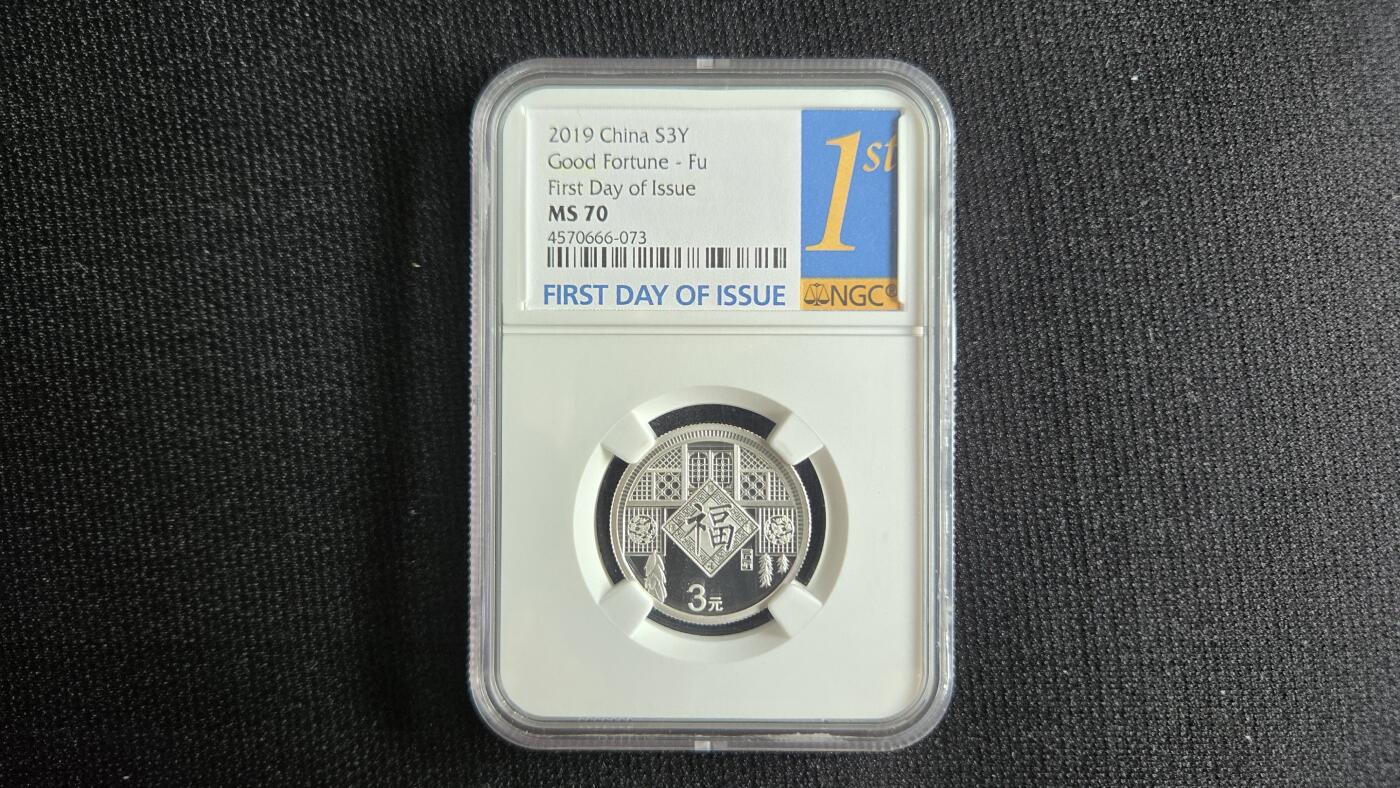 2019 China S3Y
Good Fortune - Fu
First Day of Issue
MS 70
4570666-073
FIRST DAY OF ISSUE
1st
NGC®
福
3元